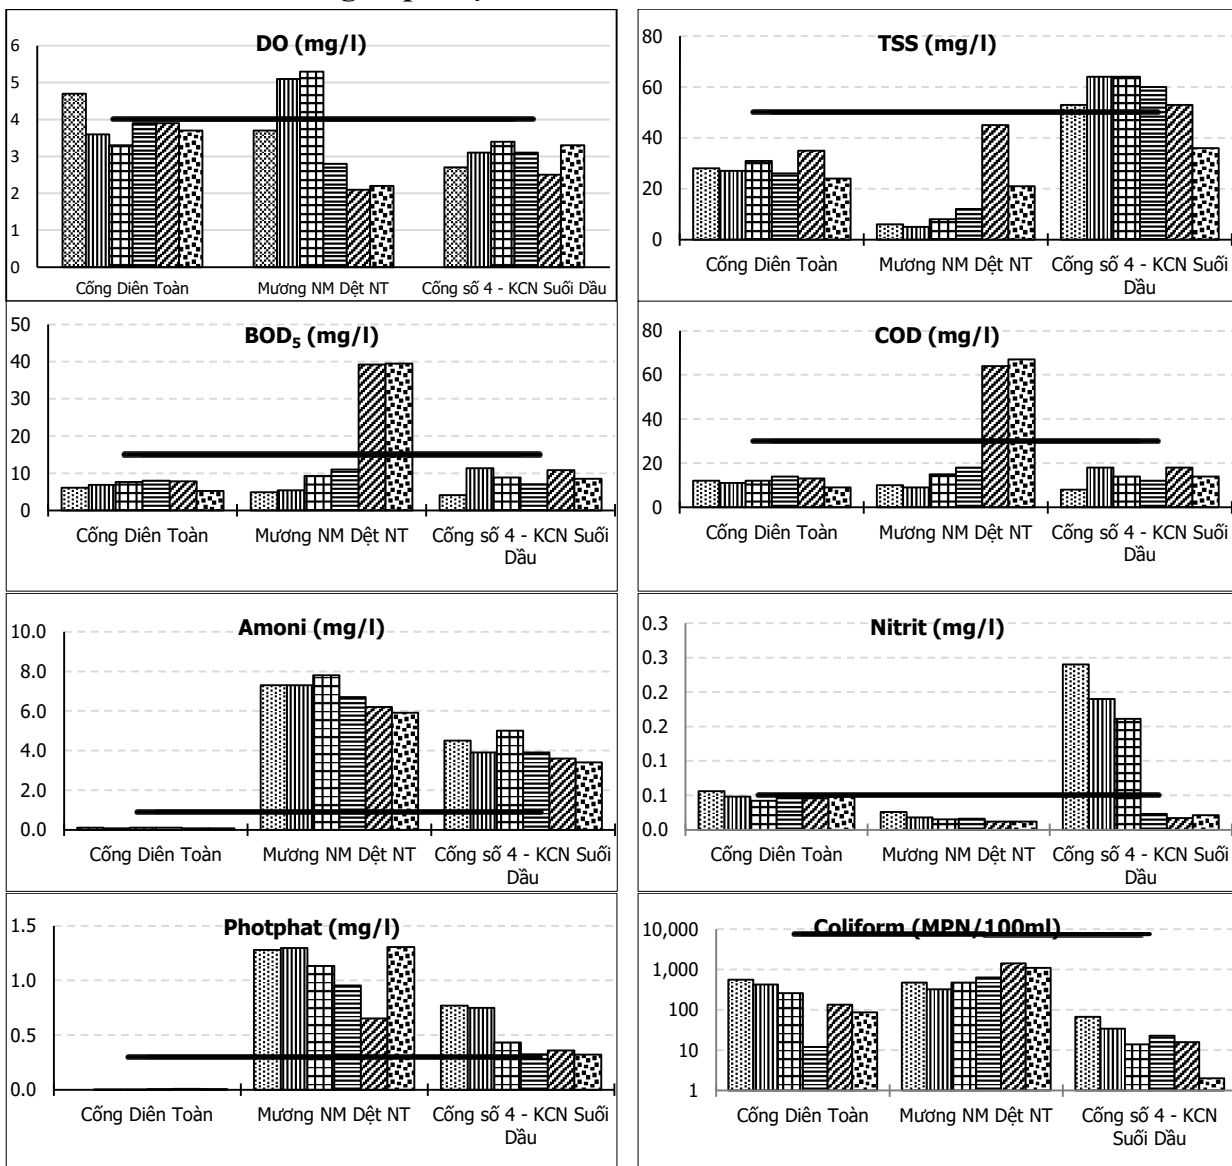 DO (mg/l)
6
5
4
3
2
1
0
Cống Diên Toàn Mương NM Dệt NT Cống số 4 - KCN Suối Dầu
TSS (mg/l)
80
60
40
20
0
Cống Diên Toàn Mương NM Dệt NT Cống số 4 - KCN Suối
Dầu
BOD₅ (mg/l)
50
40
30
20
10
0
Cống Diên Toàn Mương NM Dệt NT Cống số 4 - KCN Suối
Dầu
COD (mg/l)
80
60
40
20
0
Cống Diên Toàn Mương NM Dệt NT Cống số 4 - KCN Suối
Dầu
Amoni (mg/l)
10.0
8.0
6.0
4.0
2.0
0.0
Cống Diên Toàn Mương NM Dệt NT Cống số 4 - KCN Suối
Dầu
Nitrit (mg/l)
0.3
0.3
0.2
0.2
0.1
0.1
0.0
Cống Diên Toàn Mương NM Dệt NT Cống số 4 - KCN Suối
Dầu
Photphat (mg/l)
1.5
1.0
0.5
0.0
Cống Diên Toàn Mương NM Dệt NT Cống số 4 - KCN Suối
Dầu
Coliform (MPN/100ml)
10,000
1,000
100
10
1
Cống Diên Toàn Mương NM Dệt NT Cống số 4 - KCN
Suối Dầu